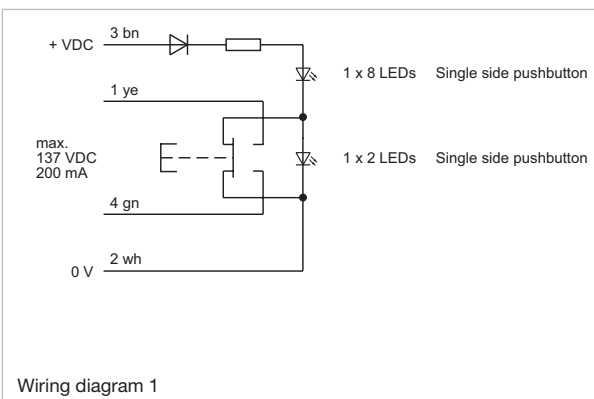 + VDC 3 bn
1 x 8 LEDs Single side pushbutton
1 ye
max.
137 VDC
200 mA
1 x 2 LEDs Single side pushbutton
4 gn
0 V 2 wh
Wiring diagram 1